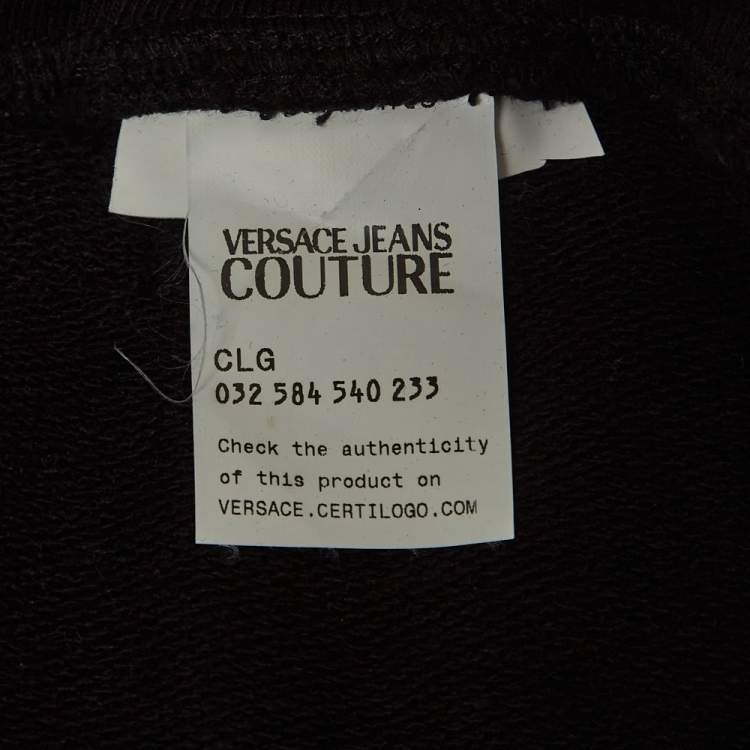 VERSACE JEANS
COUTURE
CLG
032 584 540 233
Check the authenticity
of this product on
VERSACE.CERTILOGO.COM